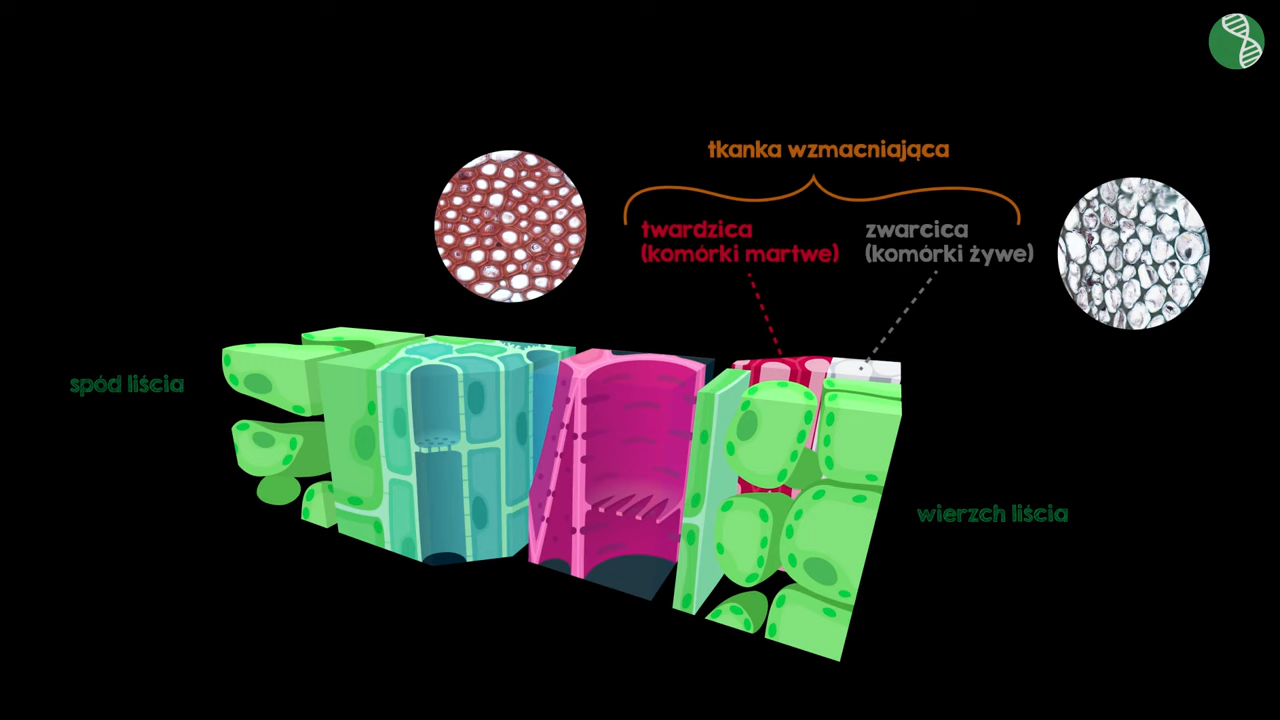 tkanka wzmacniająca
twardzica
(komórki martwe)
zwarcica
(komórki żywe)
spód liścia
wierzch liścia